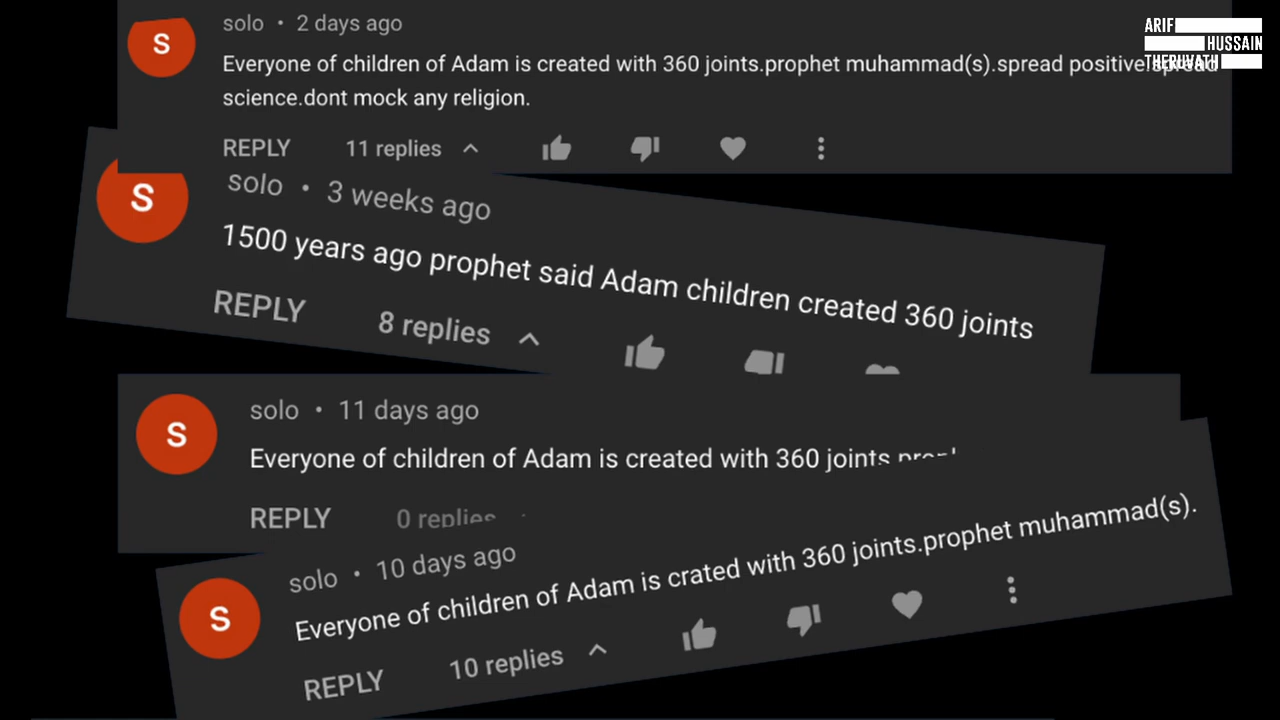 ARIF
HUSSAIN
THERUVATH
S
solo • 2 days ago
Everyone of children of Adam is created with 360 joints.prophet muhammad(s).spread positive.spread
science.dont mock any religion.
REPLY 11 replies
S
solo • 3 weeks ago
1500 years ago prophet said Adam children created 360 joints
REPLY 8 replies
S
solo • 11 days ago
Everyone of children of Adam is created with 360 joints
REPLY 0 replies
S
solo • 10 days ago
Everyone of children of Adam is crated with 360 joints.prophet muhammad(s).
REPLY 10 replies